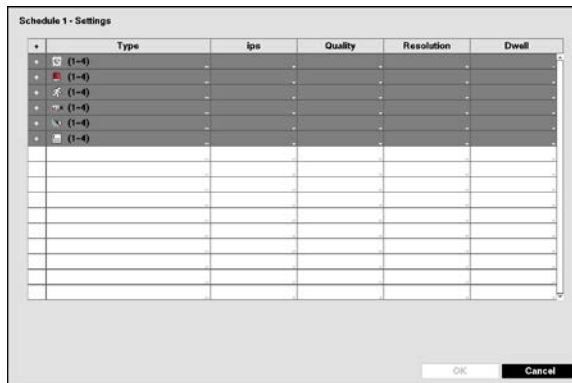 Schedule 1 - Settings
+ Type ips Quality Resolution Dwell
+ (1~4)
+ (1~4)
+ (1~4)
+ (1~4)
+ (1~4)
+ (1~4)
OK Cancel